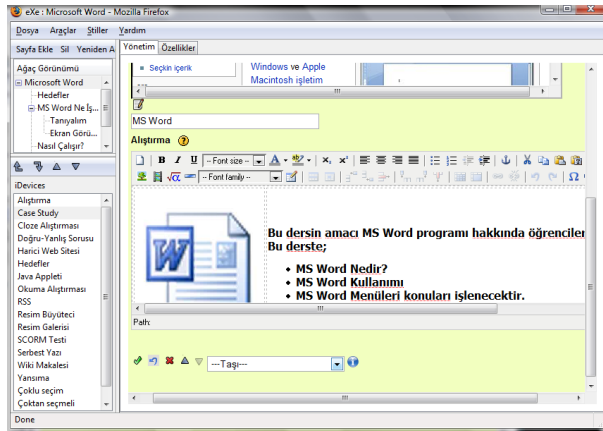 eXe : Microsoft Word - Mozilla Firefox
Dosya Araçlar Stiller Yardım
Sayfa Ekle Sil Yeniden A
Yönetim Özellikler
Ağaç Görünümü
Microsoft Word
Hedefler
MS Word Ne İş...
Tanıyalım
Ekran Görü...
Nasıl Çalışır?
iDevices
Alıştırma
Case Study
Cloze Alıştırması
Doğru-Yanlış Sorusu
Harici Web Sitesi
Hedefler
Java Appleti
Okuma Alıştırması
RSS
Resim Büyüteci
Resim Galerisi
SCORM Testi
Serbest Yazı
Wiki Makalesi
Yansıma
Çoklu seçim
Çoktan seçmeli
Seçkin içerik
Windows ve Apple
Macintosh işletim
MS Word
Alıştırma
B I U -- Font size --
-- Font family --
W
Bu dersin amacı MS Word programı hakkında öğrenciler
Bu derste;
• MS Word Nedir?
• MS Word Kullanımı
• MS Word Menüleri konuları işlenecektir.
Path:
---Taşı---
Done